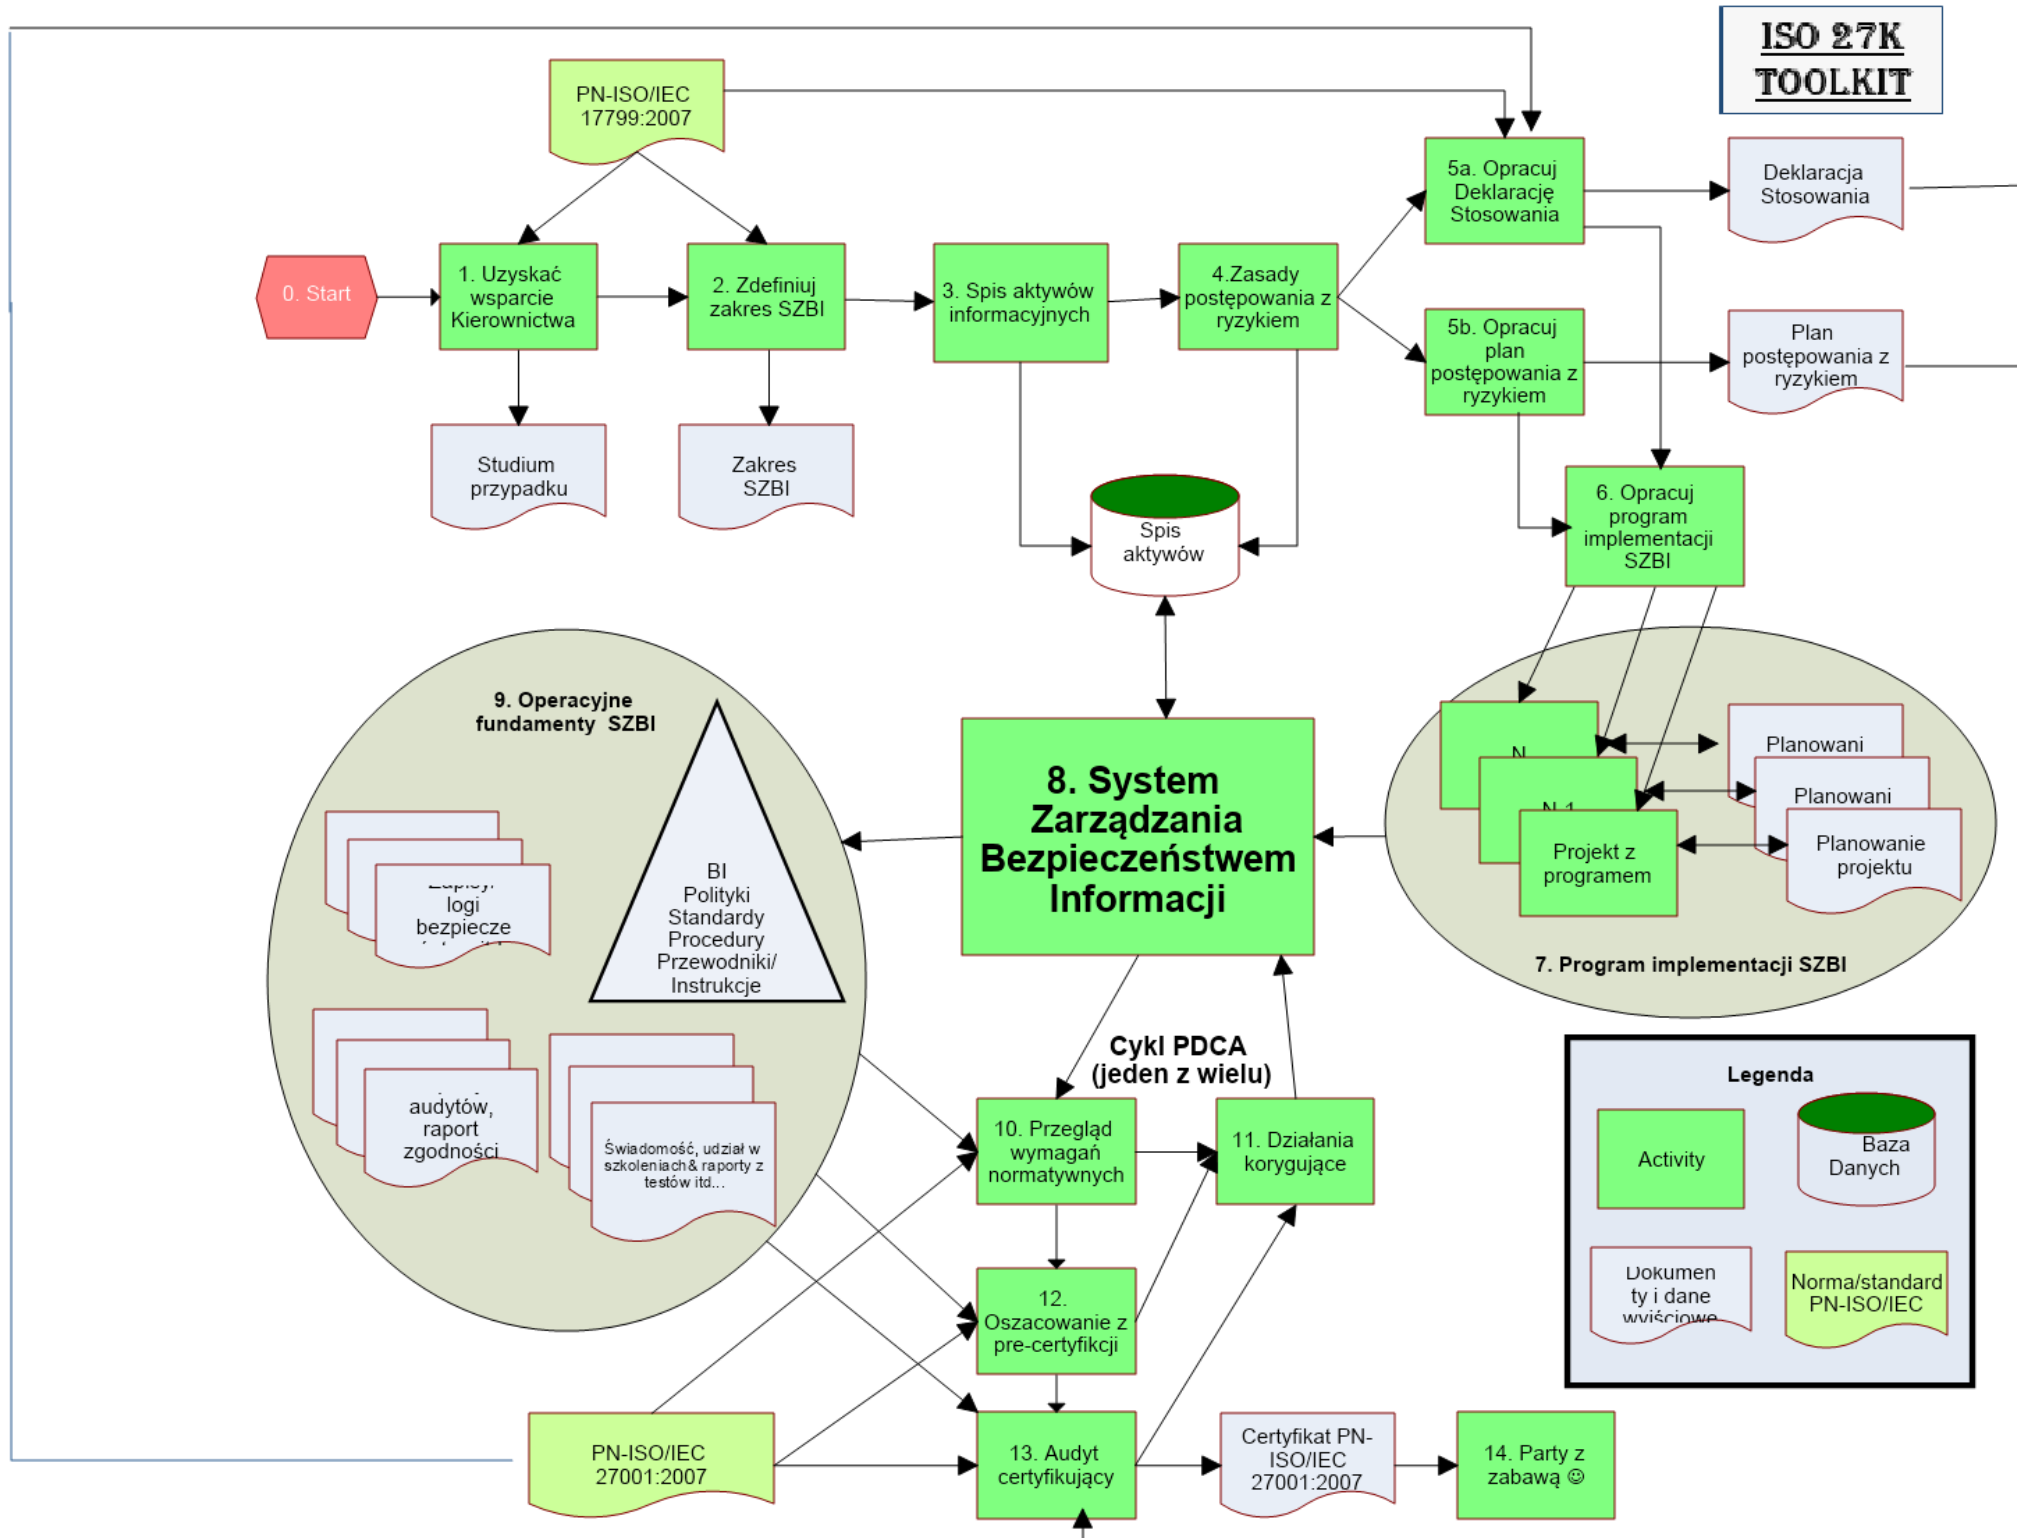 ISO 27K
TOOLKIT
PN-ISO/IEC
17799:2007
0. Start
1. Uzyskać
wsparcie
Kierownictwa
2. Zdefiniuj
zakres SZBI
3. Spis aktywów
informacyjnych
4.Zasady
postępowania z
ryzykiem
5a. Opracuj
Deklarację
Stosowania
Deklaracja
Stosowania
5b. Opracuj
plan
postępowania z
ryzykiem
Plan
postępowania z
ryzykiem
Studium
przypadku
Zakres
SZBI
Spis
aktywów
6. Opracuj
program
implementacji
SZBI
9. Operacyjne
fundamenty SZBI
BI
Polityki
Standardy
Procedury
Przewodniki/
Instrukcje
logi
bezpiecze
audytów,
raport
zgodności
Świadomość, udział w
szkoleniach& raporty z
testów itd...
8. System
Zarządzania
Bezpieczeństwem
Informacji
N
N-1
Projekt z
programem
Planowani
Planowani
Planowanie
projektu
7. Program implementacji SZBI
Cykl PDCA
(jeden z wielu)
10. Przegląd
wymagań
normatywnych
11. Działania
korygujące
12.
Oszacowanie z
pre-certyfikcji
13. Audyt
certyfikujący
PN-ISO/IEC
27001:2007
Certyfikat PN-
ISO/IEC
27001:2007
14. Party z
zabawą ☺
Legenda
Activity
Baza
Danych
Dokumen
ty i dane
wyjściowe
Norma/standard
PN-ISO/IEC